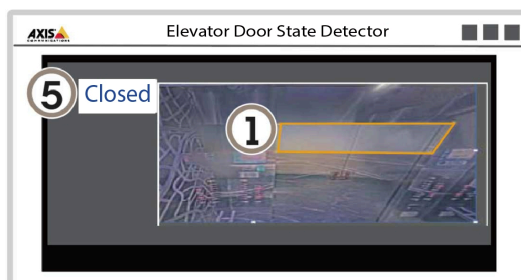 AXIS
COMMUNICATIONS
Elevator Door State Detector
5
Closed
1